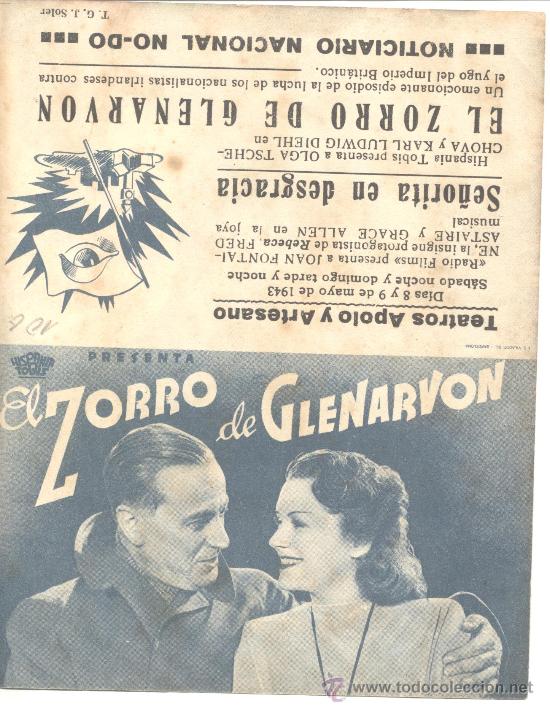 Teatros Apolo y Artesano
Dias 8 y 9 de mayo de 1943
Sábado noche y domingo tarde y noche
«Radio Films» presenta a JOAN FONTAI-
NE, la insigne protagonista de Rebeca, FRED
ASTAIRE y GRACE ALLEN en la joya
musical
Señorita en desgracia
Hispania Tobis presenta a OLGA TSCHE-
CHOVA y KARL LUDWIG DIEHL en
EL ZORRO DE GLENARVON
Un emocionante episodio de la lucha de los nacionalistas irlandeses contra
el yugo del Imperio Británico.
NOTICIARIO NACIONAL NO-DO
T. G. J. Soler
HISPANIA
TOBIS
PRESENTA
El ZORRO de GLENARVON
www.todocoleccion.net